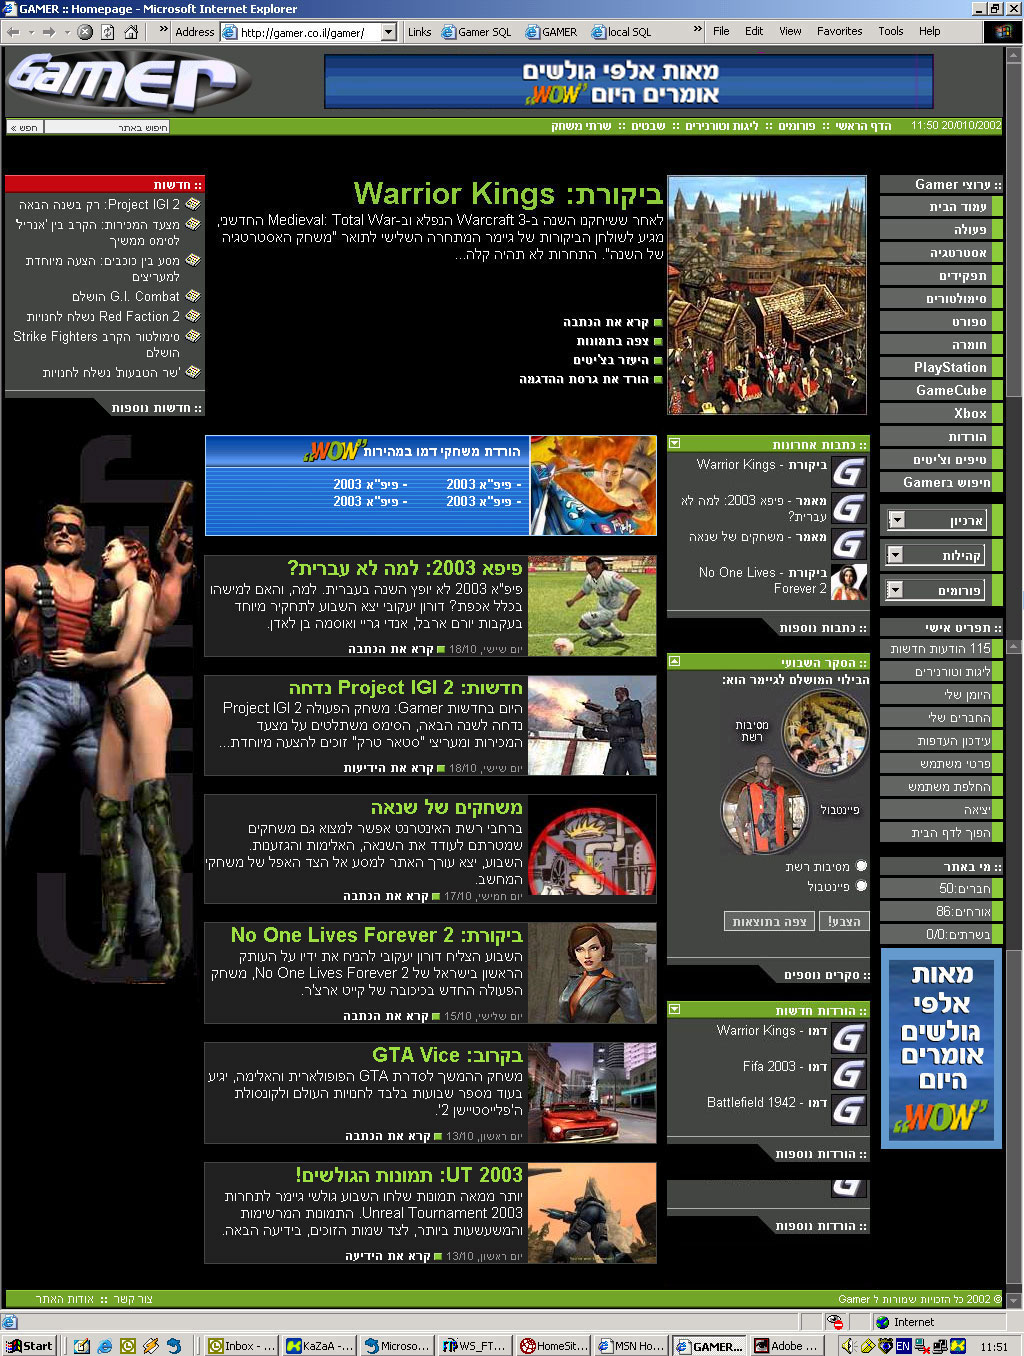 GAMER :: Homepage - Microsoft Internet Explorer
Address http://gamer.co.il/gamer/ Links Gamer SQL GAMER local SQL File Edit View Favorites Tools Help
Gamer
מאות אלפי גולשים
אומרים היום "WOW„
11:50 20/010/2002 הדף הראשי :: פורומים :: ליגות וטורנירים :: שבטים :: שרתי משחק
חיפוש באתר
חפש »
:: ערוצי Gamer
עמוד הבית
פעולה
אסטרטגיה
תפקידים
סימולטורים
ספורט
חומרה
PlayStation
GameCube
Xbox
הורדות
טיפים וצ'יטים
חיפוש בGamer
ארכיון
קהילות
פורומים
:: תפריט אישי
115 הודעות חדשות
ליגות וטורנירים
היומן שלי
החברים שלי
עידכון העדפות
פרטי משתמש
החלפת משתמש
יציאה
הפוך לדף הבית
:: מי באתר
חברים:50
אורחים:86
בשרתים:0/0
מאות
אלפי
גולשים
אומרים
היום
"WOW„
ביקורת: Warrior Kings
לאחר ששיחקנו השנה ב-Warcraft 3 הנפלא וב-Medieval: Total War החדשני,
מגיע לשולחן הביקורות של גיימר המתחרה השלישי לתואר "משחק האסטרטגיה
של השנה". התחרות לא תהיה קלה...
קרא את הכתבה
צפה בתמונות
היעזר בצ'יטים
הורד את גרסת ההדגמה
:: חדשות
Project IGI 2: רק בשנה הבאה
מצעד המכירות: הקרב בין 'אנריל'
לסימס ממשיך
מסע בין כוכבים: הצעה מיוחדת
למעריצים
G.I. Combat הושלם
Red Faction 2 נשלח לחנויות
סימולטור הקרב Strike Fighters
הושלם
'שר הטבעות' נשלח לחנויות
:: חדשות נוספות
:: כתבות אחרונות
ביקורת - Warrior Kings
מאמר - פיפא 2003: למה לא
עברית?
מאמר - משחקים של שנאה
ביקורת - No One Lives
Forever 2
:: כתבות נוספות
:: הסקר השבועי
הבילוי המושלם לגיימר הוא:
מסיבות
רשת
פיינטבול
מסיבות רשת
פיינטבול
הצבע!
צפה בתוצאות
:: סקרים נוספים
:: הורדות חדשות
דמו - Warrior Kings
דמו - Fifa 2003
דמו - Battlefield 1942
:: הורדות נוספות
:: הורדות נוספות
הורדת משחקי דמו במהירות "WOW„
- פיפ"א 2003 - פיפ"א 2003
- פיפ"א 2003 - פיפ"א 2003
פיפא 2003: למה לא עברית?
פיפ"א 2003 לא יופץ השנה בעברית. למה, והאם למישהו
בכלל אכפת? דורון יעקובי יצא השבוע לתחקיר מיוחד
בעקבות יורם ארבל, אנדי גריי ואוסמה בן לאדן.
יום שישי, 18/10 קרא את הכתבה
חדשות: Project IGI 2 נדחה
היום בחדשות Gamer: משחק הפעולה Project IGI 2
נדחה לשנה הבאה, הסימס משתלטים על מצעד
המכירות ומעריצי "סטאר טרק" זוכים להצעה מיוחדת...
יום שישי, 18/10 קרא את הידיעות
משחקים של שנאה
ברחבי רשת האינטרנט אפשר למצוא גם משחקים
שמטרתם לעודד את השנאה, האלימות והגזענות.
השבוע, יצא עורך האתר למסע אל הצד האפל של משחקי
המחשב.
יום חמישי, 17/10 קרא את הכתבה
ביקורת: No One Lives Forever 2
השבוע הצליח דורון יעקובי להניח את ידיו על העותק
הראשון בישראל של No One Lives Forever 2, משחק
הפעולה החדש בכיכובה של קייט ארצ'ר.
יום שלישי, 15/10 קרא את הכתבה
בקרוב: GTA Vice
משחק ההמשך לסדרת GTA הפופולארית והאלימה, יגיע
בעוד מספר שבועות בלבד לחנויות העולם ולקונסולת
ה'פלייסטיישן 2'.
יום ראשון, 13/10 קרא את הכתבה
UT 2003: תמונות הגולשים!
יותר ממאה תמונות שלחו השבוע גולשי גיימר לתחרות
Unreal Tournament 2003. התמונות המרשימות
והמשעשעות ביותר, לצד שמות הזוכים, בידיעה הבאה.
יום ראשון, 13/10 קרא את הידיעה
© 2002 כל הזכויות שמורות ל Gamer
צור קשר :: אודות האתר
Internet
Start Inbox - ... KaZaA -... Microso... WS_FT... HomeSit... MSN Ho... GAMER... Adobe ... EN 11:51